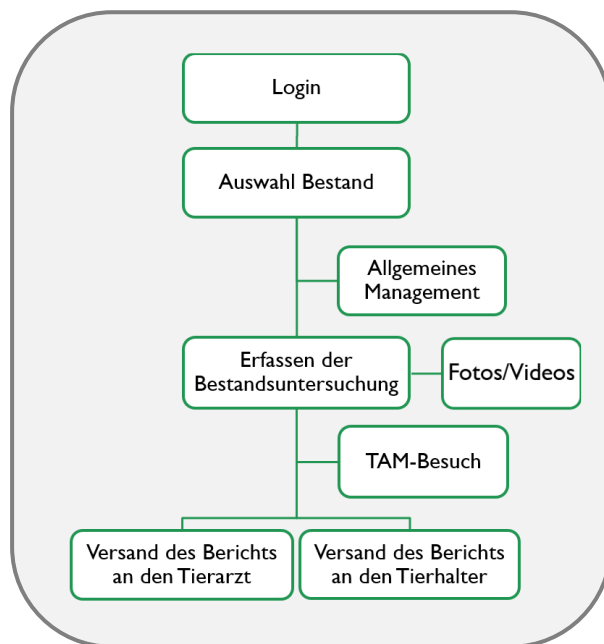 Login
Auswahl Bestand
Allgemeines
Management
Erfassen der
Bestandsuntersuchung
Fotos/Videos
TAM-Besuch
Versand des Berichts
an den Tierarzt
Versand des Berichts
an den Tierhalter